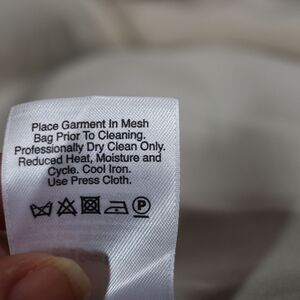 Place Garment In Mesh
Bag Prior To Cleaning.
Professionally Dry Clean Only.
Reduced Heat, Moisture and
Cycle. Cool Iron.
Use Press Cloth.
P